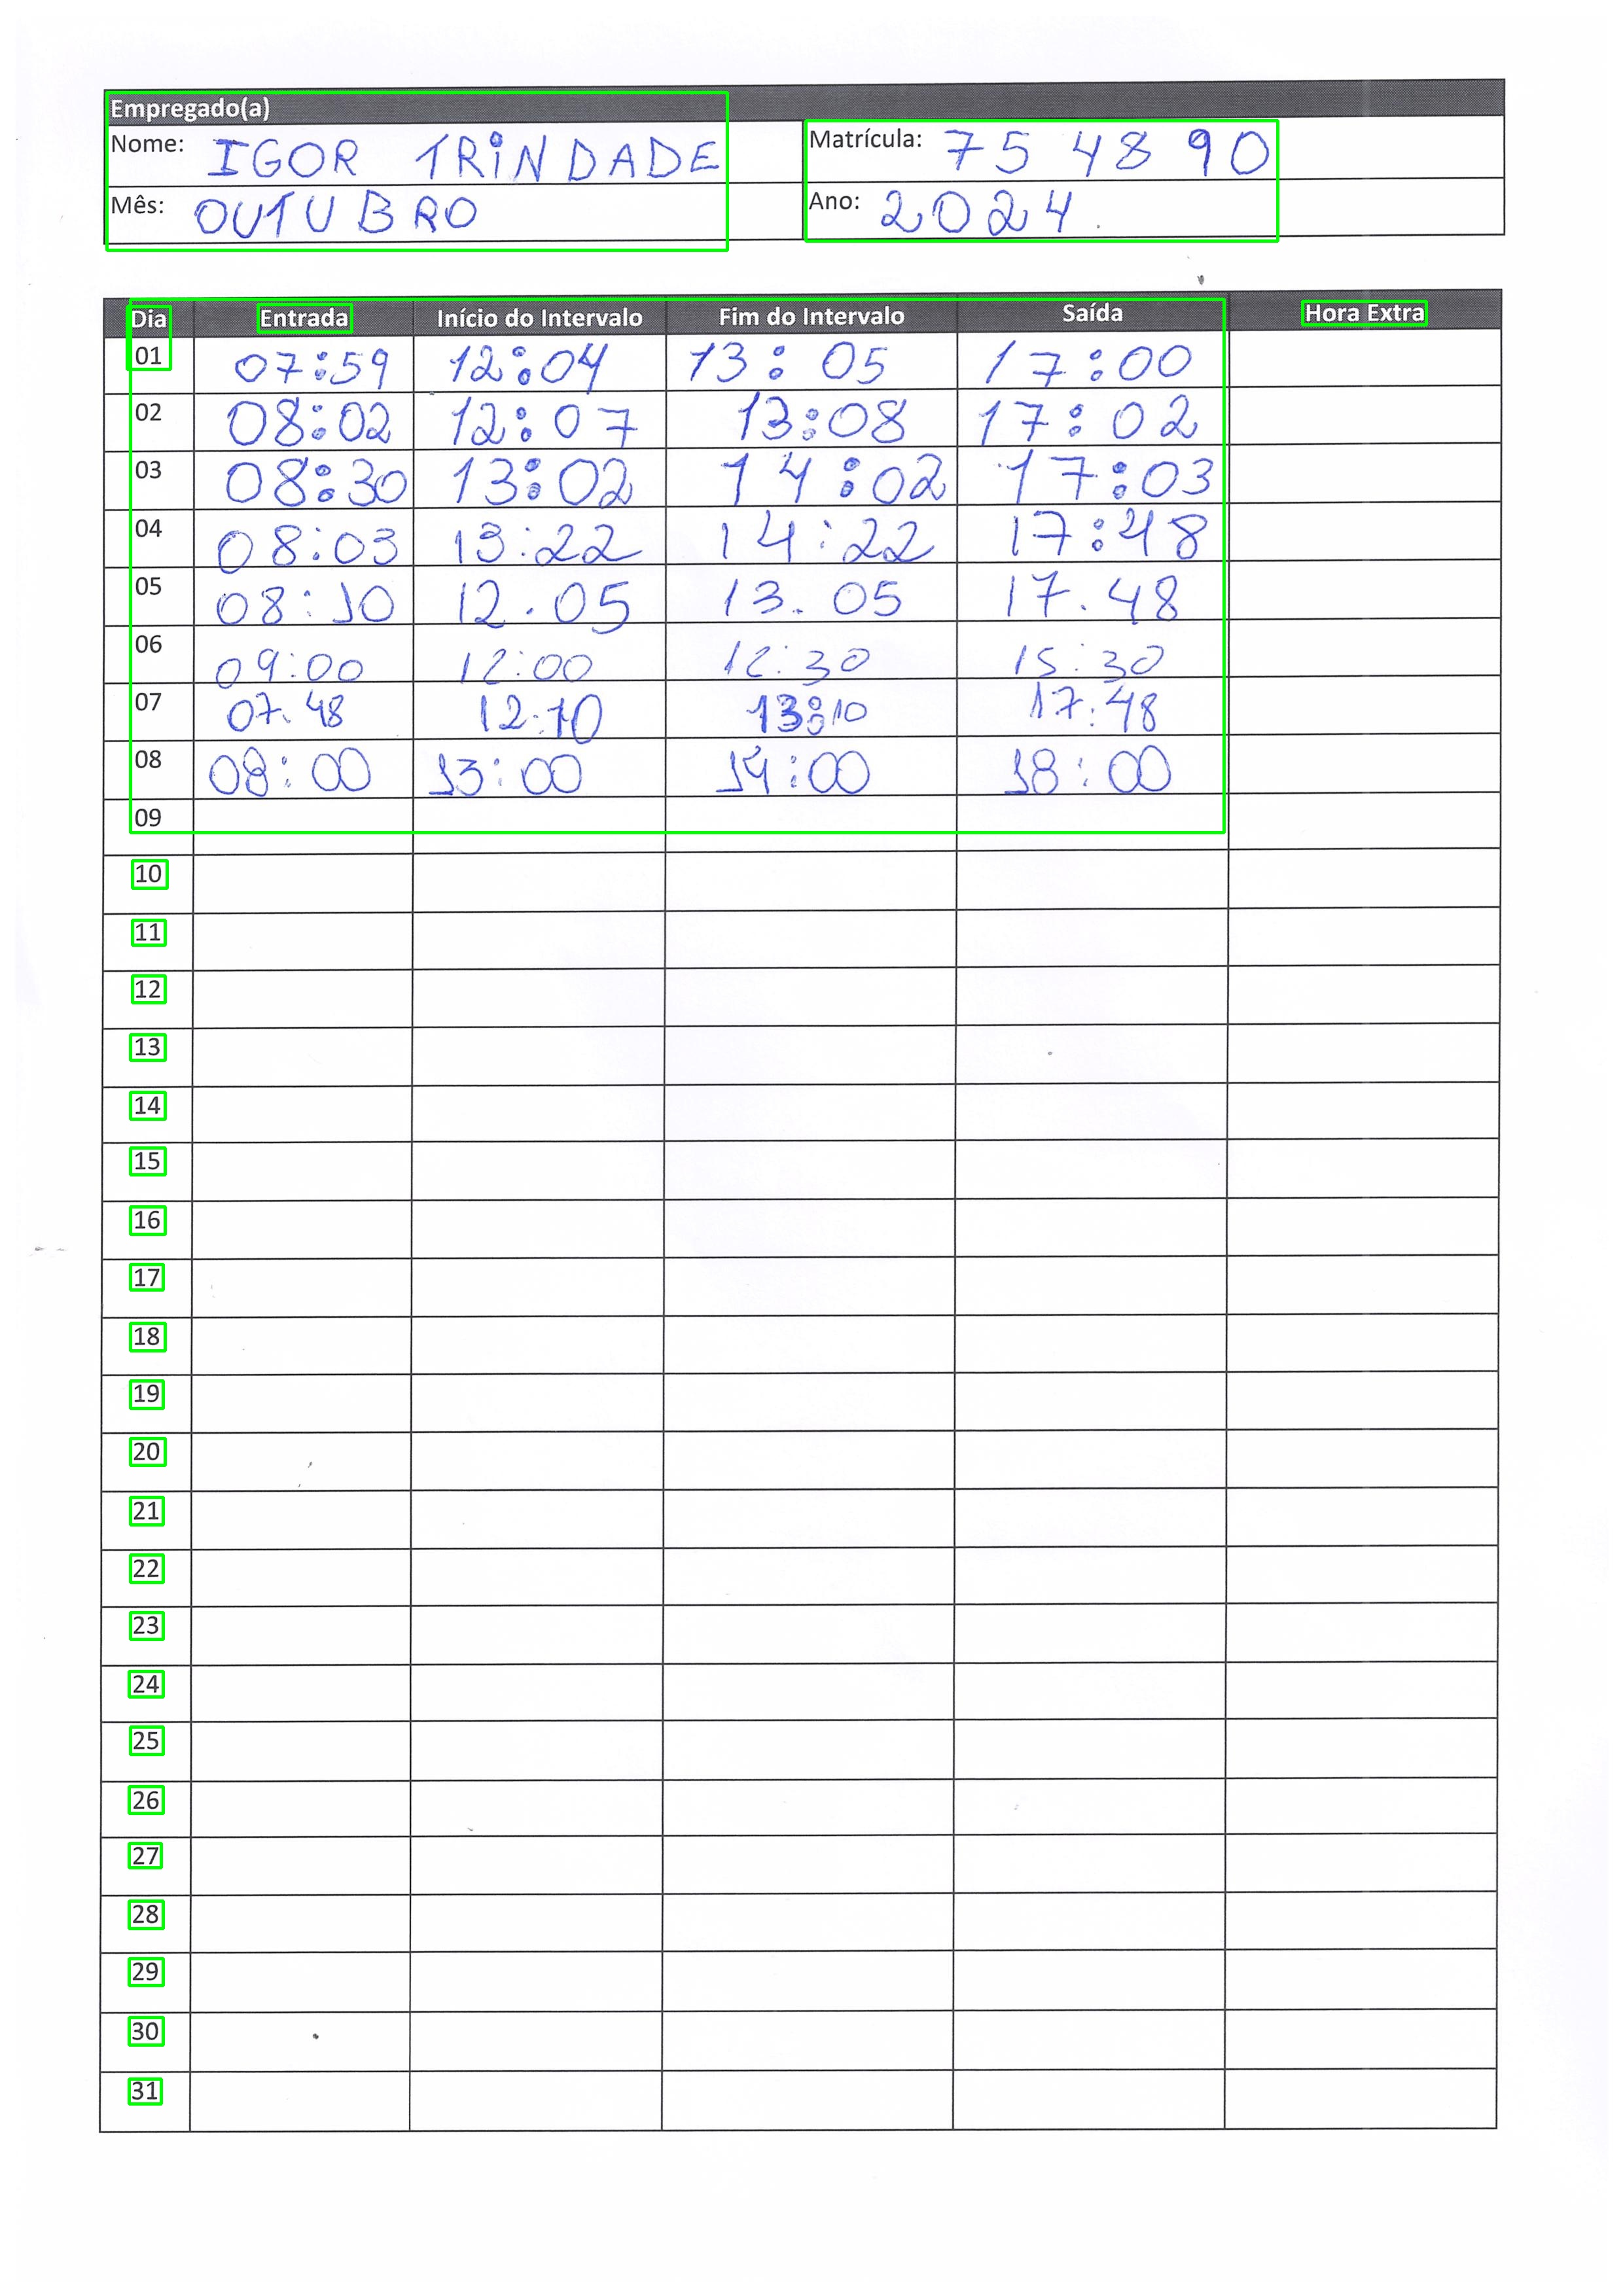 Empregado(a)
Nome: IGOR TRINDADE Matrícula: 754890
Mês: OUTUBRO Ano: 2024.
Dia Entrada Início do Intervalo Fim do Intervalo Saída Hora Extra
01 07:59 12:04 13:05 17:00
02 08:02 12:07 13:08 17:02
03 08:30 13:02 14:02 17:03
04 08:03 13:22 14:22 17:48
05 08:10 12.05 13.05 17.48
06 09:00 12:00 12:30 15:30
07 07.48 12:10 13:10 17:48
08 08:00 13:00 14:00 18:00
09
10
11
12
13
14
15
16
17
18
19
20
21
22
23
24
25
26
27
28
29
30
31